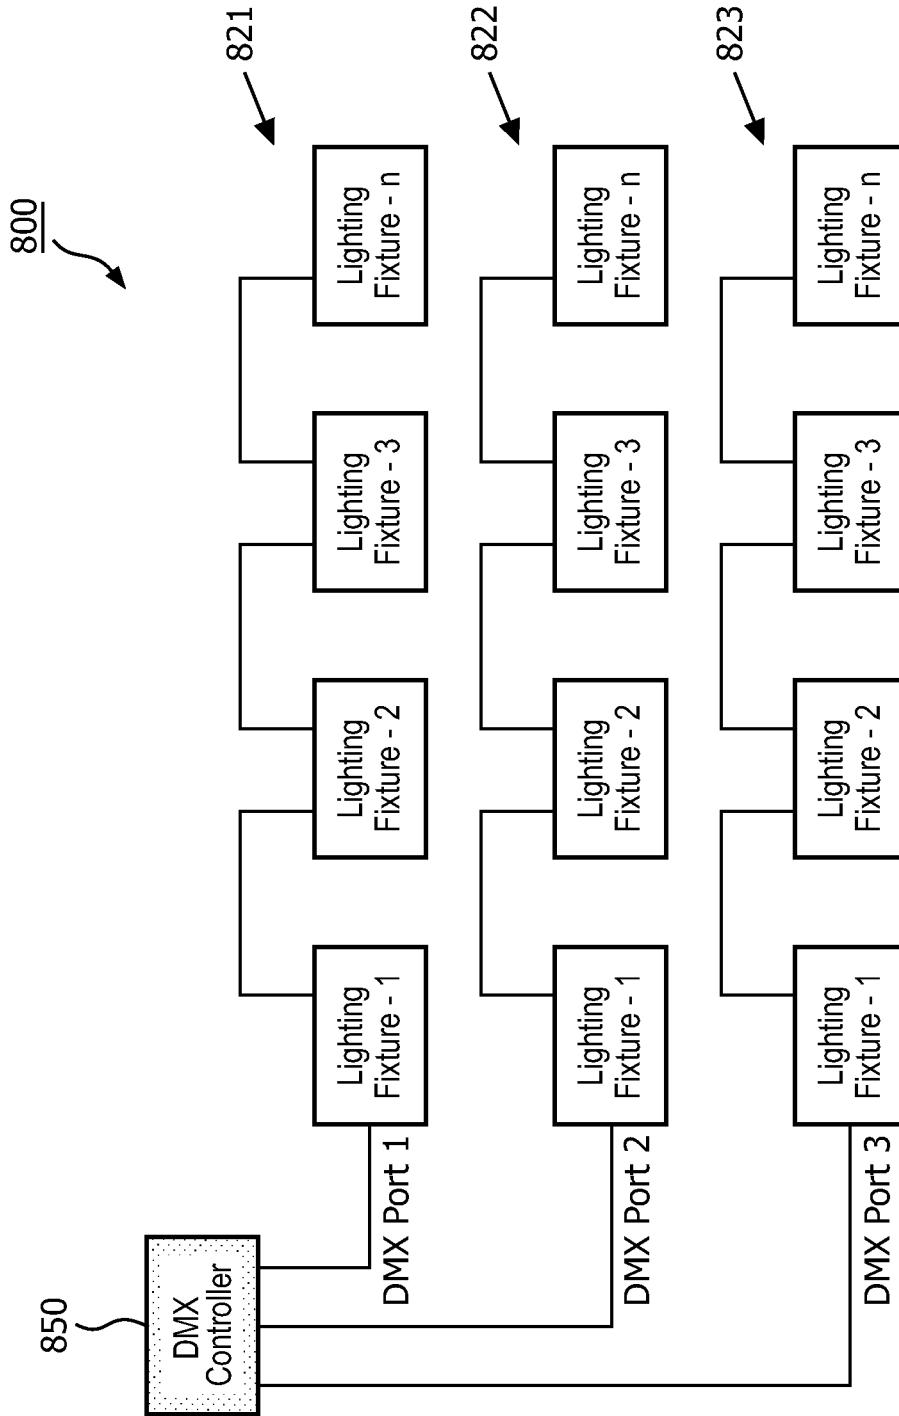 800
850
DMX
Controller
821
DMX Port 1
Lighting
Fixture - 1
Lighting
Fixture - 2
Lighting
Fixture - 3
Lighting
Fixture - n
822
DMX Port 2
Lighting
Fixture - 1
Lighting
Fixture - 2
Lighting
Fixture - 3
Lighting
Fixture - n
823
DMX Port 3
Lighting
Fixture - 1
Lighting
Fixture - 2
Lighting
Fixture - 3
Lighting
Fixture - n